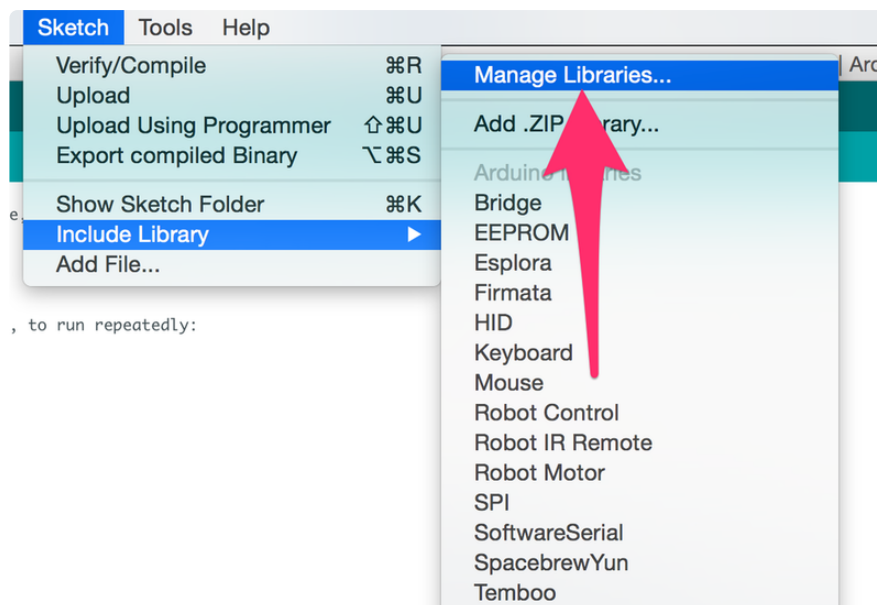 Sketch Tools Help
Verify/Compile ⌘R
Upload ⌘U
Upload Using Programmer ⇧⌘U
Export compiled Binary ⌥⌘S
Show Sketch Folder ⌘K
Include Library ▶
Add File...
, to run repeatedly:
Manage Libraries...
Add .ZIP
Arduino
Bridge
EEPROM
Esplora
Firmata
HID
Keyboard
Mouse
Robot Control
Robot IR Remote
Robot Motor
SPI
SoftwareSerial
SpacebrewYun
Temboo